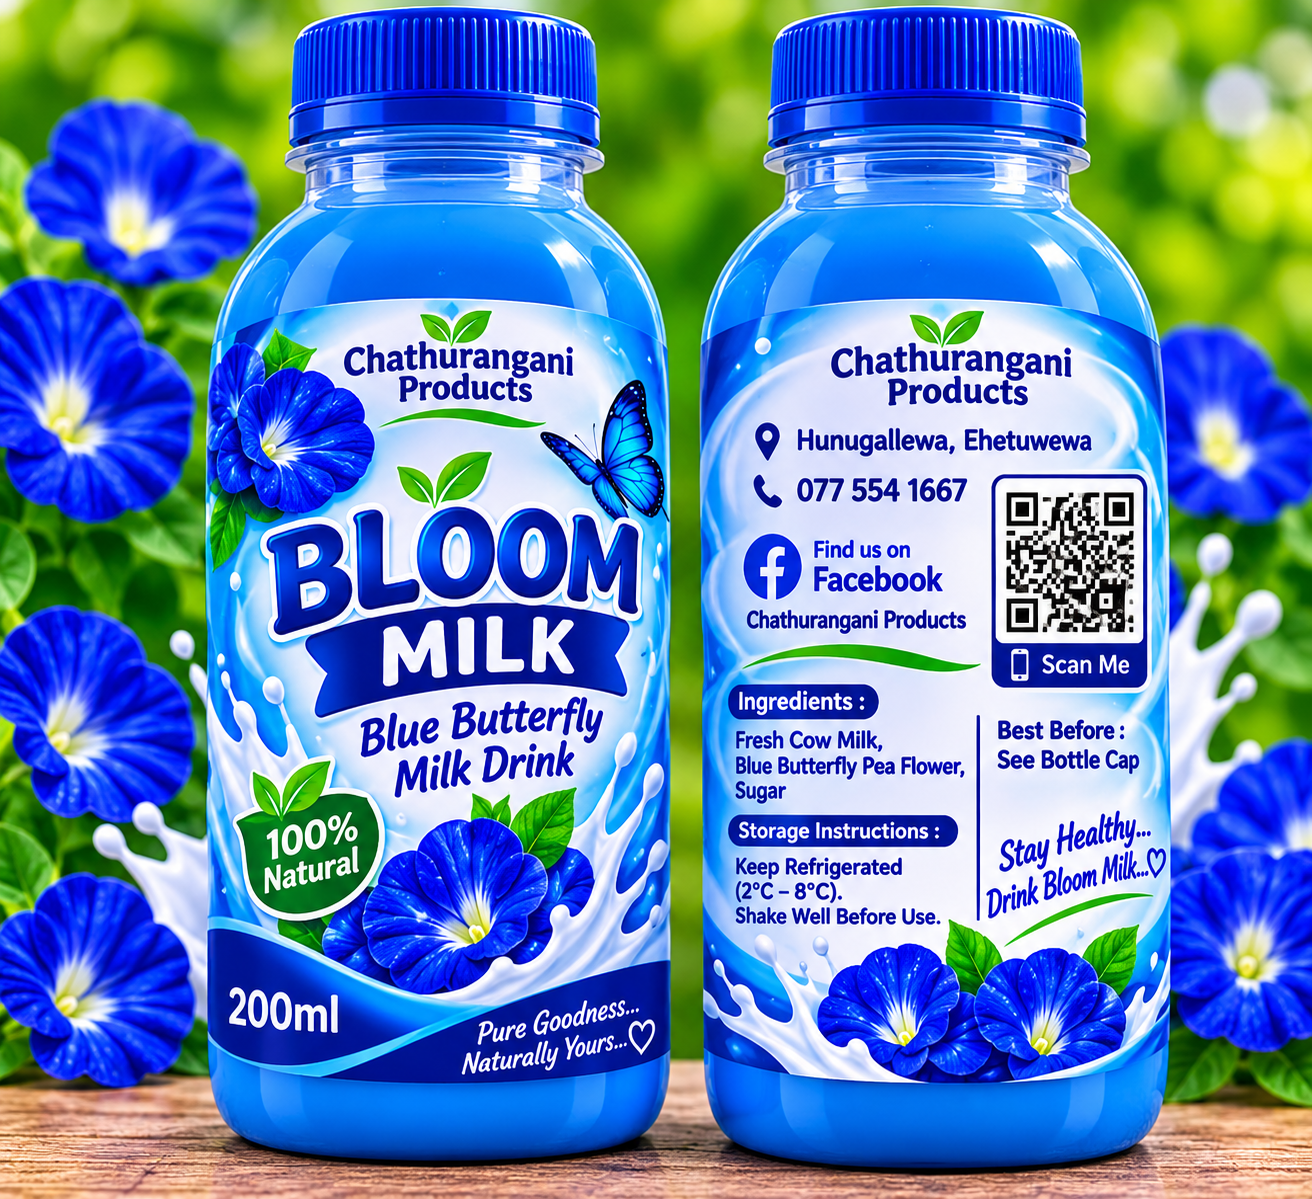 Chathurangani
Products
BLOOM
MILK
Blue Butterfly
Milk Drink
100%
Natural
200ml
Pure Goodness...
Naturally Yours...♡
Chathurangani
Products
Hunugallewa, Ehetuwewa
077 554 1667
Find us on
Facebook
Chathurangani Products
Scan Me
Ingredients :
Fresh Cow Milk,
Blue Butterfly Pea Flower,
Sugar
Storage Instructions :
Keep Refrigerated
(2°C – 8°C).
Shake Well Before Use.
Best Before :
See Bottle Cap
Stay Healthy...
Drink Bloom Milk...♡